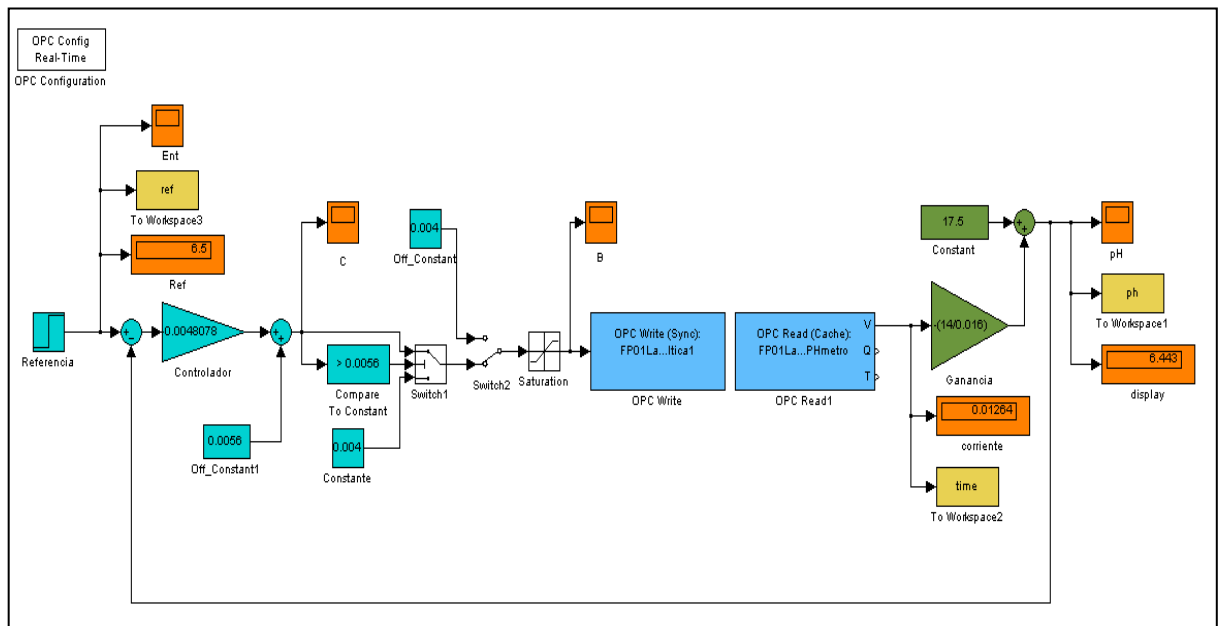 OPC Config
Real-Time
OPC Configuration
Ent
ref
To Workspace3
6.5
Ref
Referencia
0.0048078
Controlador
0.0056
Off_Constant1
C
> 0.0056
Compare
To Constant
0.004
Constante
Switch1
0.004
Off_Constant
Switch2
Saturation
B
OPC Write (Sync):
FP01La...ltica1
OPC Write
OPC Read (Cache):
FP01La...PHmetro
V
Q
T
OPC Read1
17.5
Constant
-(14/0.016)
Ganancia
0.01264
corriente
time
To Workspace2
pH
ph
To Workspace1
6.443
display